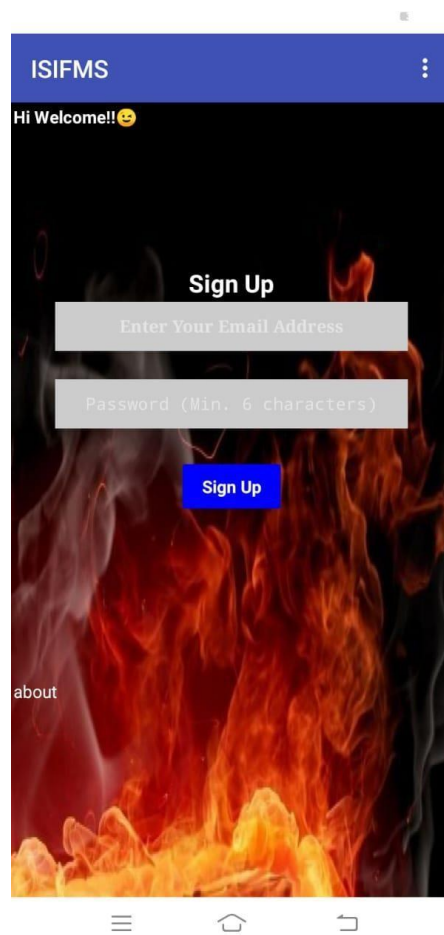 ISIFMS
Hi Welcome!!😉
Sign Up
Enter Your Email Address
Password (Min. 6 characters)
Sign Up
about